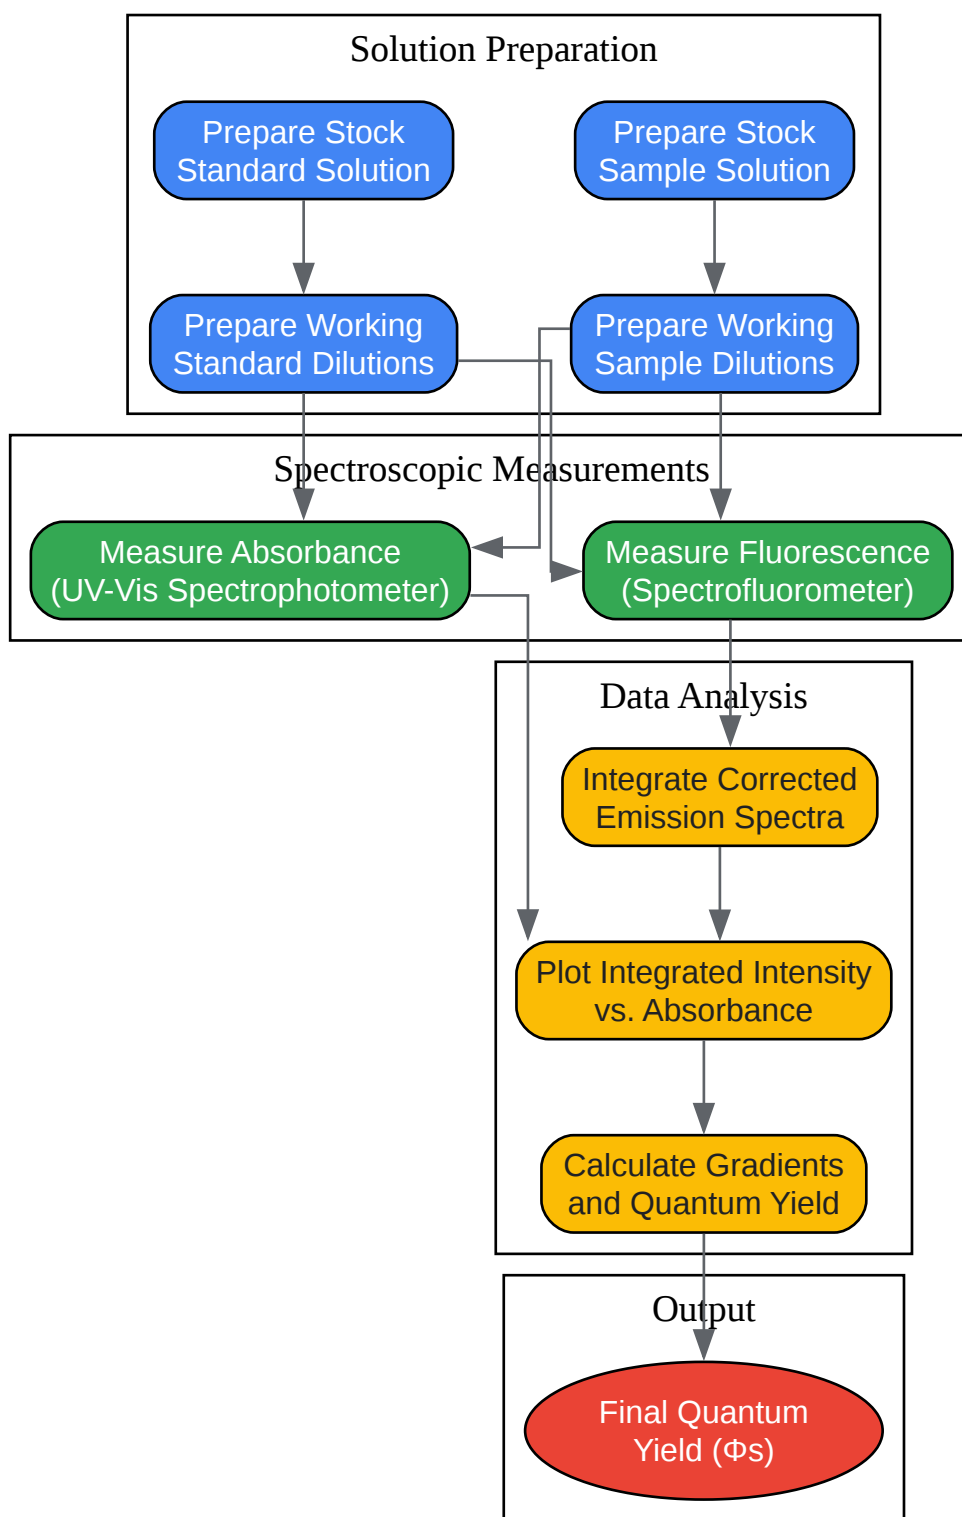 Solution Preparation
Prepare Stock
Standard Solution
Prepare Stock
Sample Solution
Prepare Working
Standard Dilutions
Prepare Working
Sample Dilutions
Spectroscopic Measurements
Measure Absorbance
(UV-Vis Spectrophotometer)
Measure Fluorescence
(Spectrofluorometer)
Data Analysis
Integrate Corrected
Emission Spectra
Plot Integrated Intensity
vs. Absorbance
Calculate Gradients
and Quantum Yield
Output
Final Quantum
Yield (Φs)